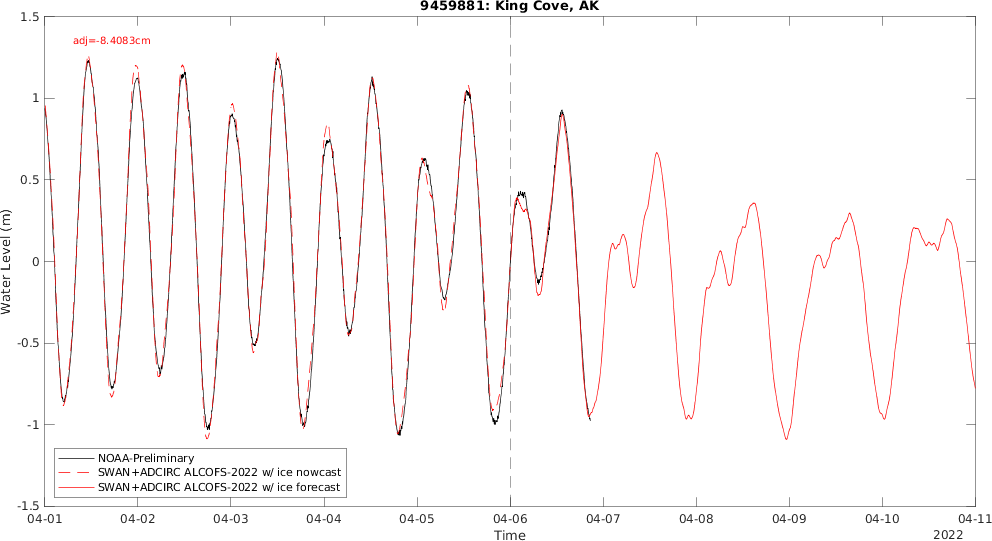 9459881: King Cove, AK
adj=-8.4083cm
1.5
1
0.5
0
-0.5
-1
-1.5
Water Level (m)
NOAA-Preliminary
SWAN+ADCIRC ALCOFS-2022 w/ ice nowcast
SWAN+ADCIRC ALCOFS-2022 w/ ice forecast
04-01 04-02 04-03 04-04 04-05 04-06 04-07 04-08 04-09 04-10 04-11
Time
2022